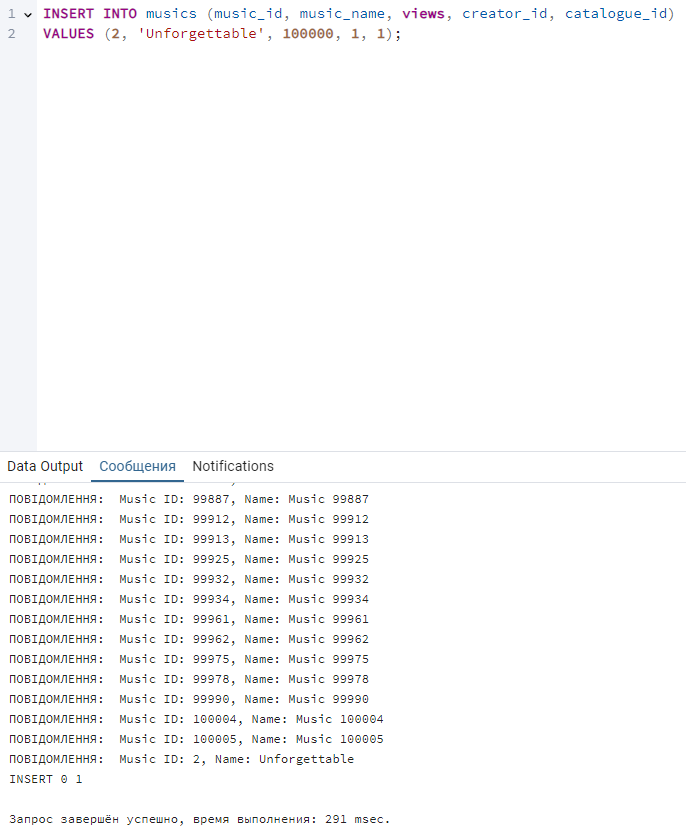 1 INSERT INTO musics (music_id, music_name, views, creator_id, catalogue_id)
2 VALUES (2, 'Unforgettable', 100000, 1, 1);
Data Output Сообщения Notifications
ПОВІДОМЛЕННЯ:  Music ID: 99887, Name: Music 99887
ПОВІДОМЛЕННЯ:  Music ID: 99912, Name: Music 99912
ПОВІДОМЛЕННЯ:  Music ID: 99913, Name: Music 99913
ПОВІДОМЛЕННЯ:  Music ID: 99925, Name: Music 99925
ПОВІДОМЛЕННЯ:  Music ID: 99932, Name: Music 99932
ПОВІДОМЛЕННЯ:  Music ID: 99934, Name: Music 99934
ПОВІДОМЛЕННЯ:  Music ID: 99961, Name: Music 99961
ПОВІДОМЛЕННЯ:  Music ID: 99962, Name: Music 99962
ПОВІДОМЛЕННЯ:  Music ID: 99975, Name: Music 99975
ПОВІДОМЛЕННЯ:  Music ID: 99978, Name: Music 99978
ПОВІДОМЛЕННЯ:  Music ID: 99990, Name: Music 99990
ПОВІДОМЛЕННЯ:  Music ID: 100004, Name: Music 100004
ПОВІДОМЛЕННЯ:  Music ID: 100005, Name: Music 100005
ПОВІДОМЛЕННЯ:  Music ID: 2, Name: Unforgettable
INSERT 0 1
Запрос завершён успешно, время выполнения: 291 msec.